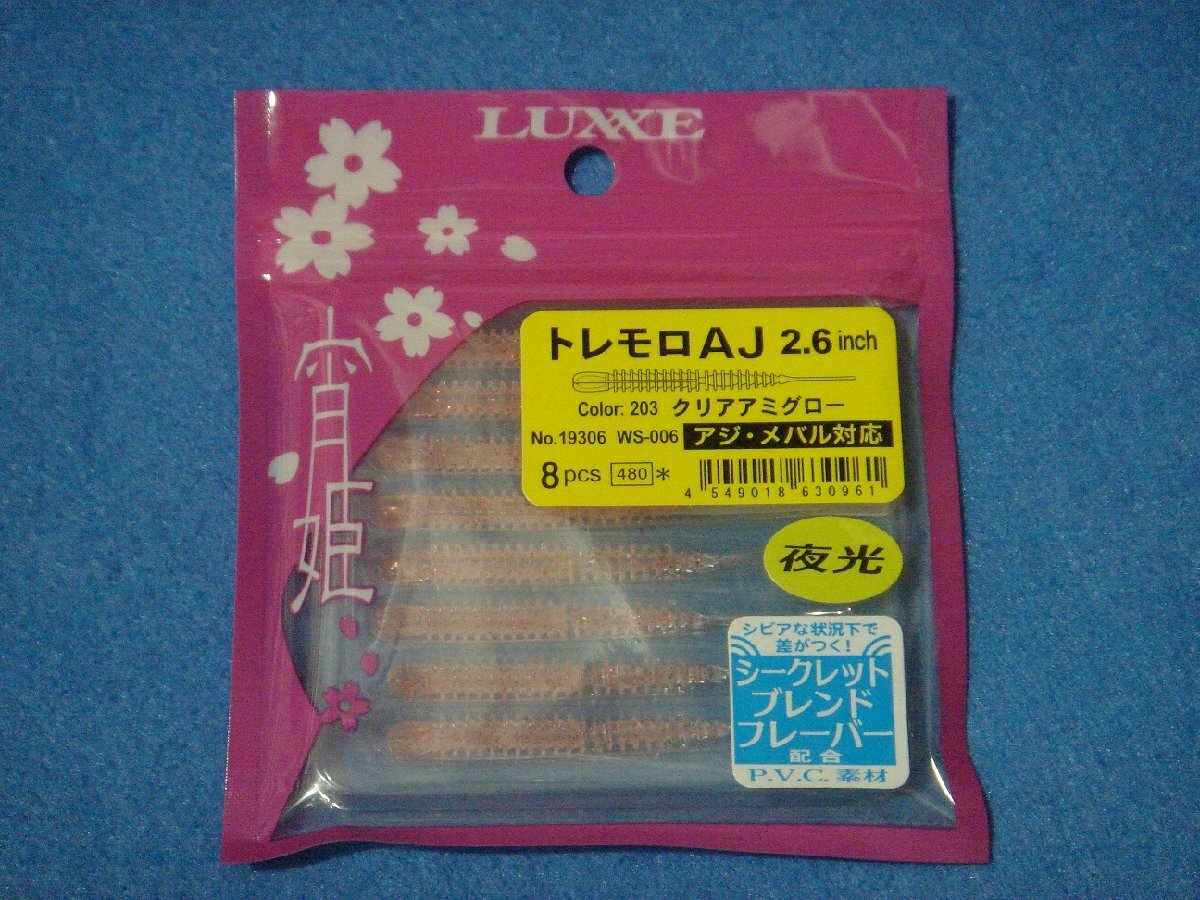 LUXXE
宵姫
トレモロAJ 2.6 inch
Color: 203 クリアアミグロー
No.19306 WS-006 アジ・メバル対応
8pcs 480*
4 549018 630961
夜光
シビアな状況下で
差がつく!
シークレット
ブレンド
フレーバー
配合
P.V.C.素材